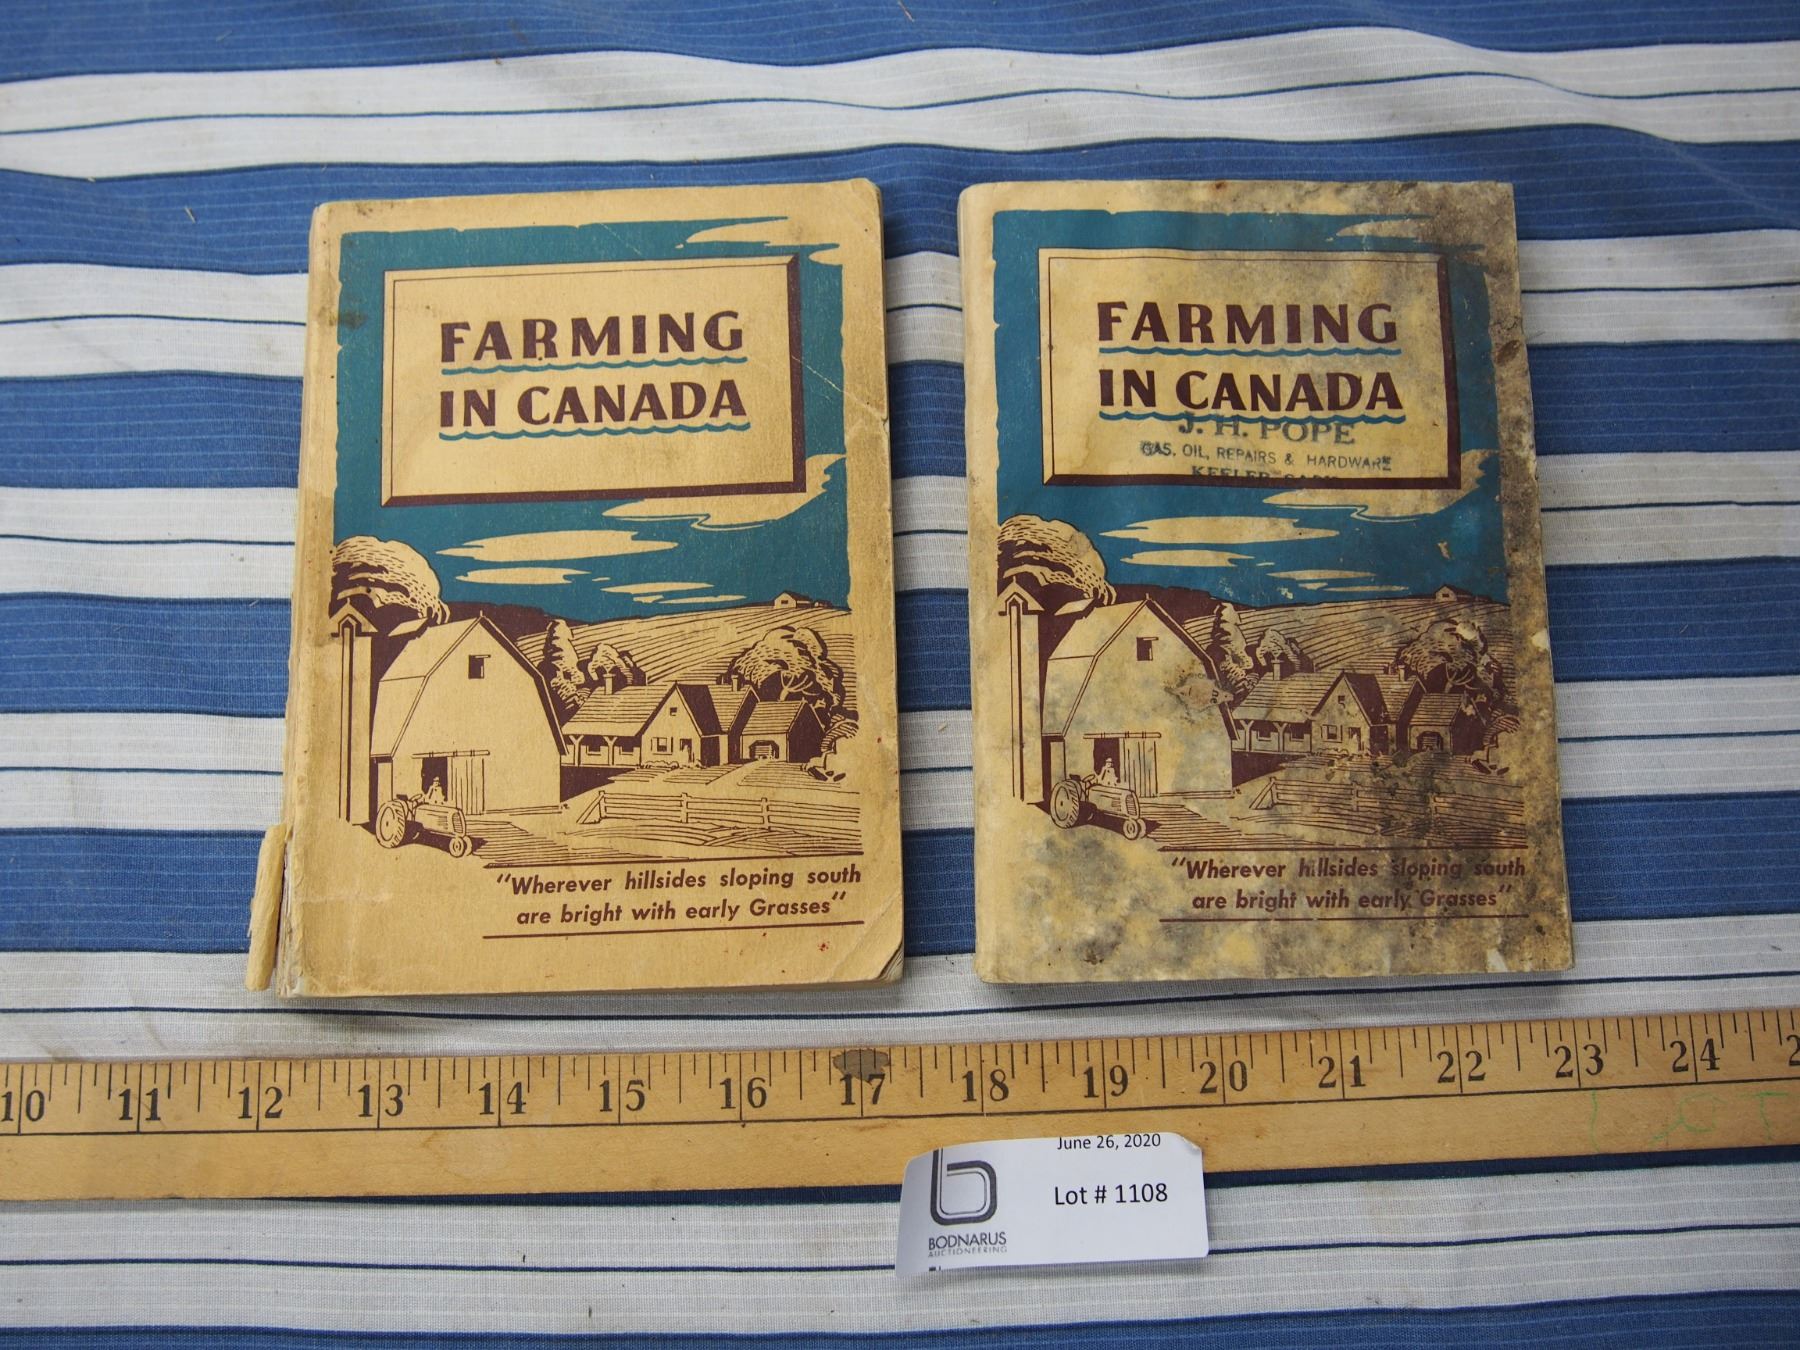 FARMING
IN CANADA
"Wherever hillsides sloping south
are bright with early Grasses"
FARMING
IN CANADA
J. H. POPE
GAS, OIL, REPAIRS & HARDWARE
KEELER
"Wherever hillsides sloping south
are bright with early Grasses"
10 11 12 13 14 15 16 17 18 19 20 21 22 23 24
June 26, 2020
Lot # 1108
BODNARUS
AUCTIONEERING